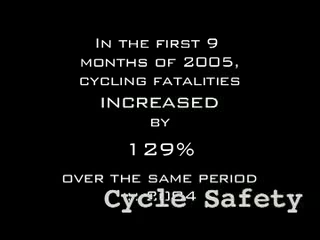 In the first 9
months of 2005,
cycling fatalities
INCREASED
by
129%
over the same period
Cycle Safety